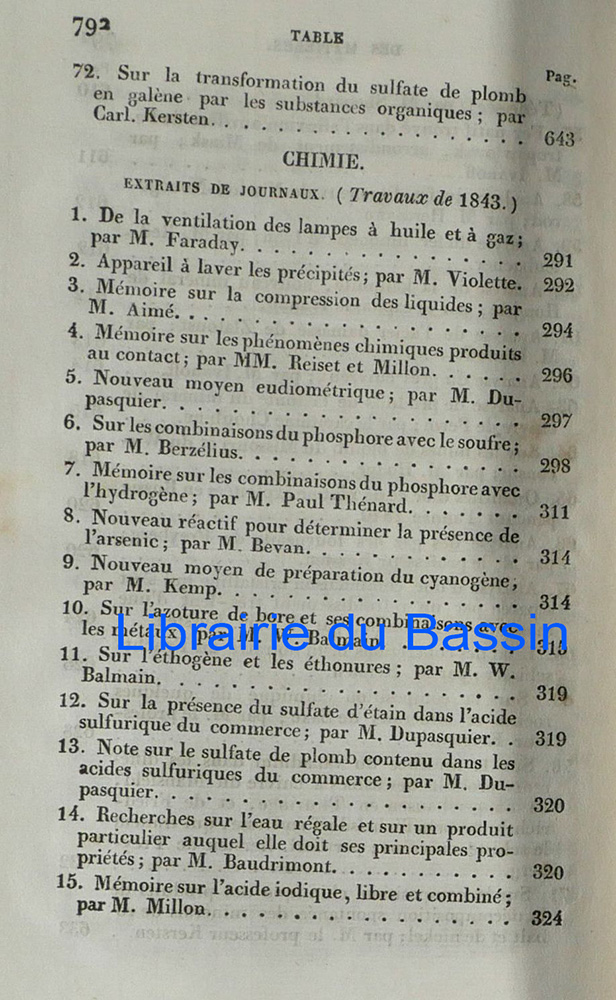 792
TABLE
Pag.
72. Sur la transformation du sulfate de plomb
en galène par les substances organiques; par
Carl. Kersten. . . . . . . . . . . . . . . . 643
CHIMIE.
EXTRAITS DE JOURNAUX. (Travaux de 1843.)
1. De la ventilation des lampes à huile et à gaz;
par M. Faraday. . . . . . . . . . . . . . . 291
2. Appareil à laver les précipités; par M. Violette. 292
3. Mémoire sur la compression des liquides; par
M. Aimé. . . . . . . . . . . . . . . . . . 294
4. Mémoire sur les phénomènes chimiques produits
au contact; par MM. Reiset et Millon. . . . . . 296
5. Nouveau moyen eudiométrique; par M. Du-
pasquier. . . . . . . . . . . . . . . . . . 297
6. Sur les combinaisons du phosphore avec le soufre;
par M. Berzélius. . . . . . . . . . . . . . 298
7. Mémoire sur les combinaisons du phosphore avec
l'hydrogène; par M. Paul Thénard. . . . . . . 311
8. Nouveau réactif pour déterminer la présence de
l'arsenic; par M. Bevan. . . . . . . . . . . 314
9. Nouveau moyen de préparation du cyanogène;
par M. Kemp. . . . . . . . . . . . . . . . 314
10. Sur l'azoture de bore et ses combinaisons avec
les métaux; par M. W. Balmain. . . . . . . . 315
Librairie du Bassin
11. Sur l'éthogène et les éthonures; par M. W.
Balmain. . . . . . . . . . . . . . . . . . 319
12. Sur la présence du sulfate d'étain dans l'acide
sulfurique du commerce; par M. Dupasquier. . 319
13. Note sur le sulfate de plomb contenu dans les
acides sulfuriques du commerce; par M. Du-
pasquier. . . . . . . . . . . . . . . . . . 320
14. Recherches sur l'eau régale et sur un produit
particulier auquel elle doit ses principales pro-
priétés; par M. Baudrimont. . . . . . . . . . 320
15. Mémoire sur l'acide iodique, libre et combiné;
par M. Millon. . . . . . . . . . . . . . . 324